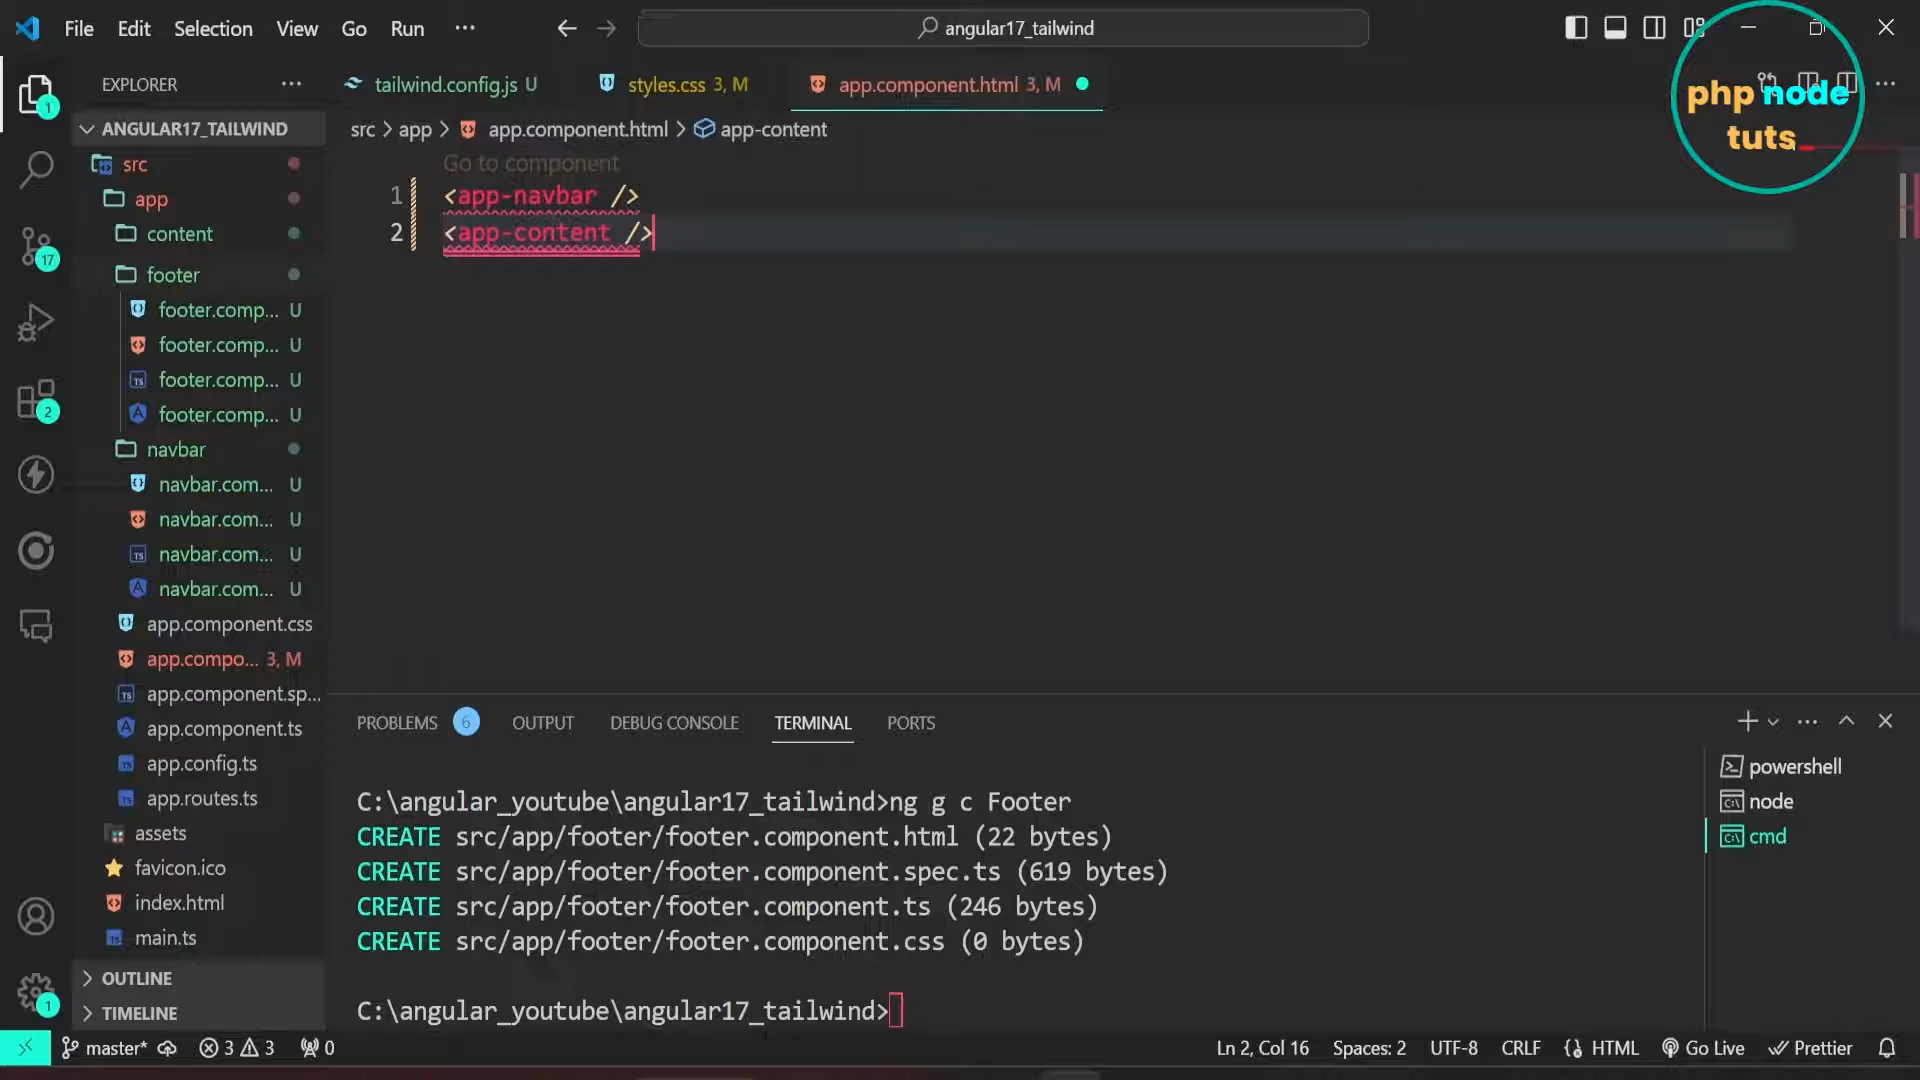 File Edit Selection View Go Run ··· angular17_tailwind
php node
tuts_
EXPLORER ···
tailwind.config.js U styles.css 3, M app.component.html 3, M
ANGULAR17_TAILWIND
src > app > app.component.html > app-content
src
app
content
footer
footer.comp... U
footer.comp... U
footer.comp... U
footer.comp... U
navbar
navbar.com... U
navbar.com... U
navbar.com... U
navbar.com... U
app.component.css
app.compo... 3, M
app.component.sp...
app.component.ts
app.config.ts
app.routes.ts
assets
favicon.ico
index.html
main.ts
OUTLINE
TIMELINE
1
17
2
1
Go to component
1 <app-navbar />
2 <app-content />
PROBLEMS 6 OUTPUT DEBUG CONSOLE TERMINAL PORTS
C:\angular_youtube\angular17_tailwind>ng g c Footer
CREATE src/app/footer/footer.component.html (22 bytes)
CREATE src/app/footer/footer.component.spec.ts (619 bytes)
CREATE src/app/footer/footer.component.ts (246 bytes)
CREATE src/app/footer/footer.component.css (0 bytes)
C:\angular_youtube\angular17_tailwind>
powershell
node
cmd
master* 3 3 0 Ln 2, Col 16 Spaces: 2 UTF-8 CRLF HTML Go Live Prettier